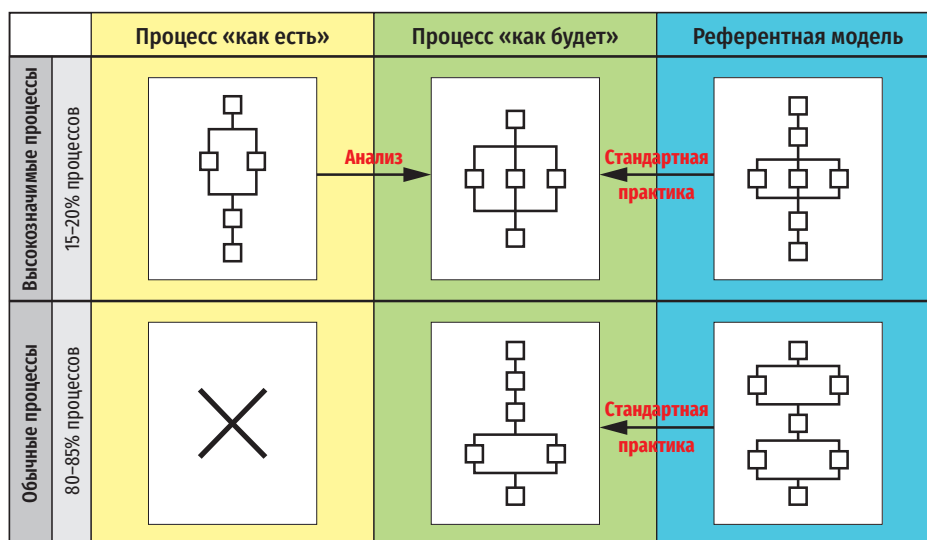 Процесс «как есть»
Процесс «как будет»
Референтная модель
Высокозначимые процессы
15–20% процессов
Анализ
Стандартная
практика
Обычные процессы
80–85% процессов
Стандартная
практика